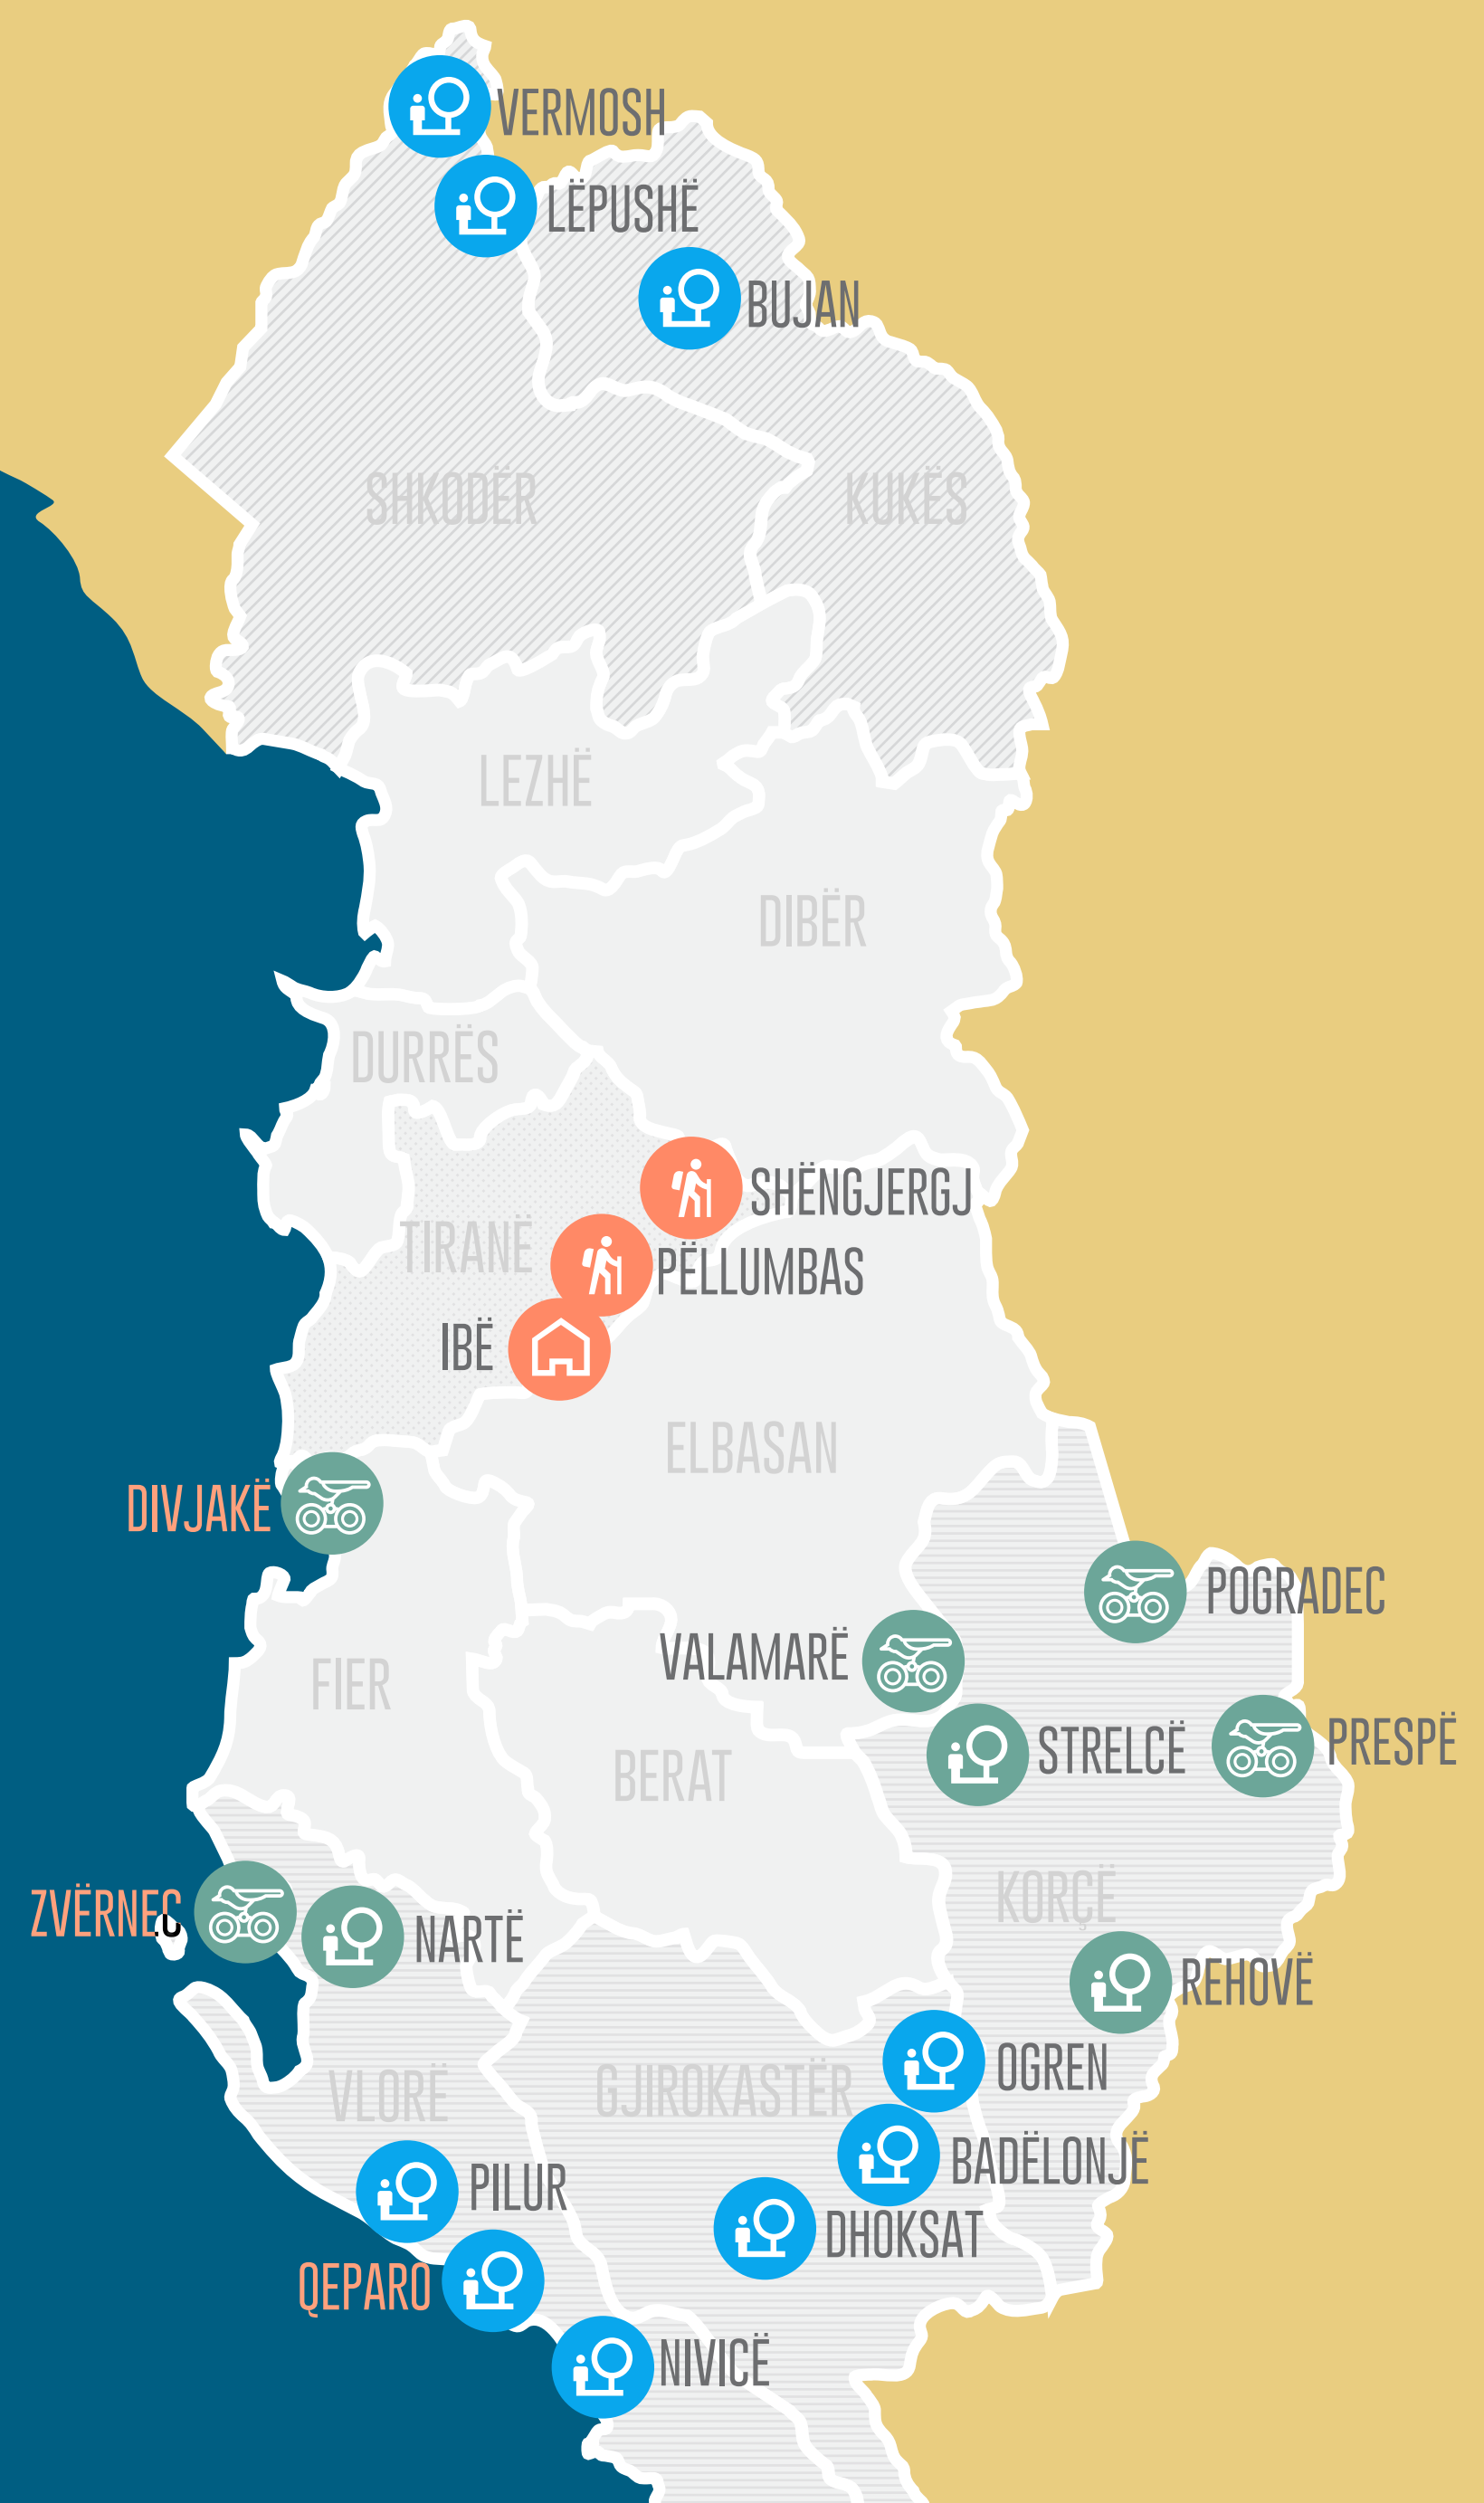 VERMOSH
LËPUSHË
BUJAN
SHKODËR
KUKËS
LEZHË
DIBËR
DURRËS
SHËNGJERGJ
TIRANË
PËLLUMBAS
IBË
ELBASAN
DIVJAKË
POGRADEC
VALAMARË
FIER
STRELCË
PRESPË
BERAT
KORÇË
ZVËRNEC
NARTË
REHOVË
OGREN
VLORË
GJIROKASTËR
BADËLONJË
PILUR
DHOKSAT
QEPARO
NIVICË